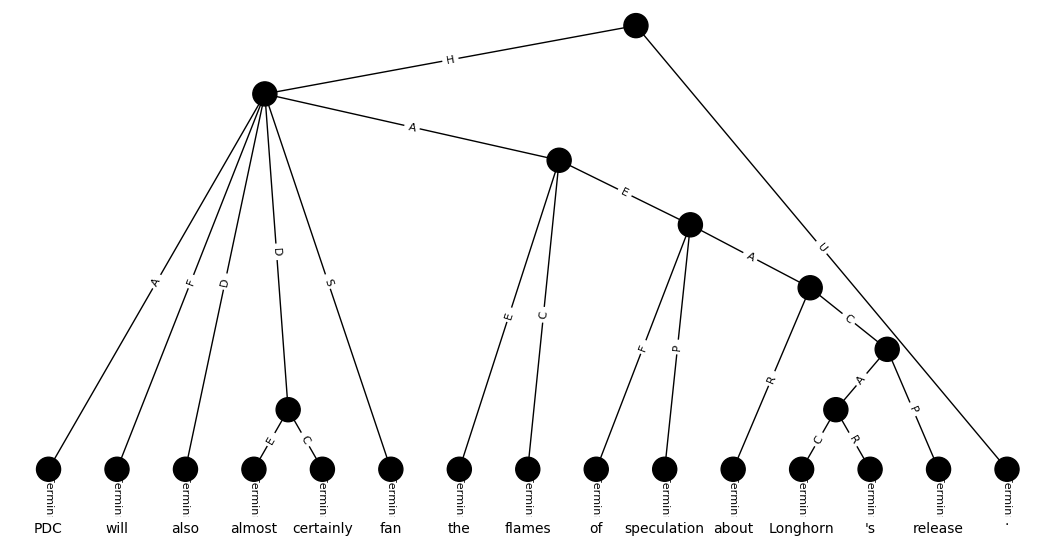 H
A
E
U
A
A
F
D
D
S
E
C
F
P
C
R
A
P
E
C
C
R
Termin Termin Termin Termin Termin Termin Termin Termin Termin Termin Termin Termin Termin Termin Termin
PDC will also almost certainly fan the flames of speculation about Longhorn 's release .